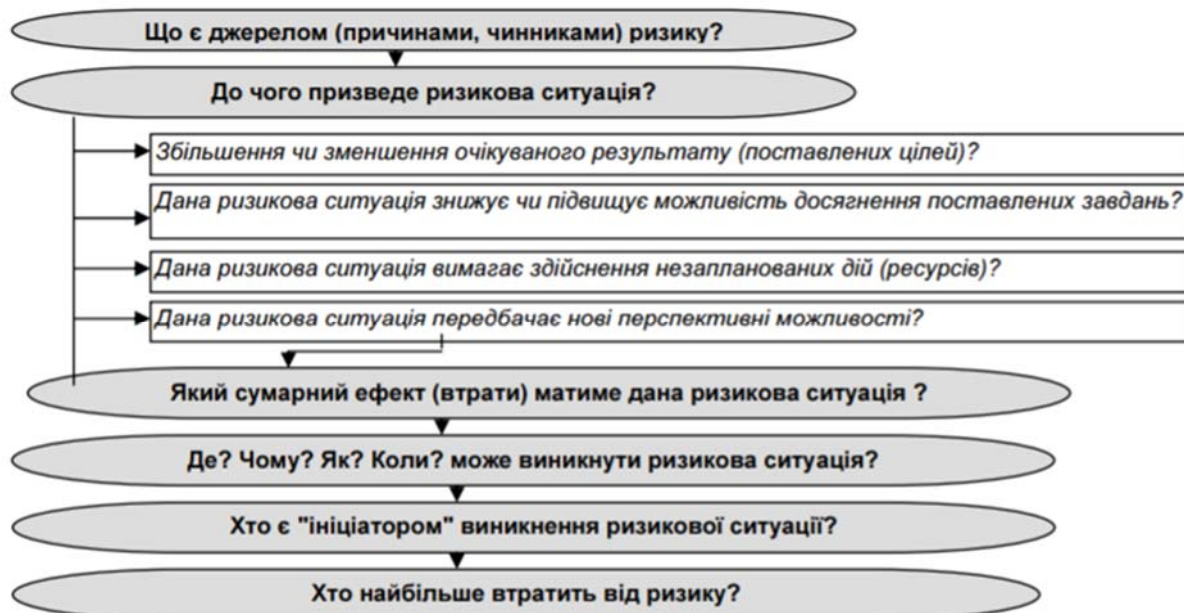 Що є джерелом (причинами, чинниками) ризику?
До чого призведе ризикова ситуація?
Збільшення чи зменшення очікуваного результату (поставлених цілей)?
Дана ризикова ситуація знижує чи підвищує можливість досягнення поставлених завдань?
Дана ризикова ситуація вимагає здійснення незапланованих дій (ресурсів)?
Дана ризикова ситуація передбачає нові перспективні можливості?
Який сумарний ефект (втрати) матиме дана ризикова ситуація ?
Де? Чому? Як? Коли? може виникнути ризикова ситуація?
Хто є "ініціатором" виникнення ризикової ситуації?
Хто найбільше втратить від ризику?